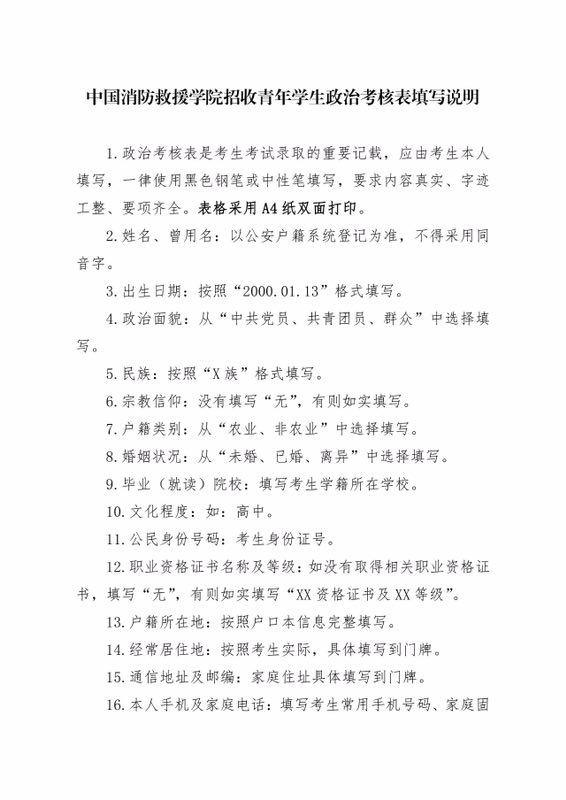 中国消防救援学院招收青年学生政治考核表填写说明
1.政治考核表是考生考试录取的重要记载，应由考生本人
填写，一律使用黑色钢笔或中性笔填写，要求内容真实、字迹
工整、要项齐全。表格采用 A4 纸双面打印。
2.姓名、曾用名：以公安户籍系统登记为准，不得采用同
音字。
3.出生日期：按照“2000.01.13”格式填写。
4.政治面貌：从“中共党员、共青团员、群众”中选择填
写。
5.民族：按照“X 族”格式填写。
6.宗教信仰：没有填写“无”，有则如实填写。
7.户籍类别：从“农业、非农业”中选择填写。
8.婚姻状况：从“未婚、已婚、离异”中选择填写。
9.毕业（就读）院校：填写考生学籍所在学校。
10.文化程度：如：高中。
11.公民身份号码：考生身份证号。
12.职业资格证书名称及等级：如没有取得相关职业资格证
书，填写“无”，有则如实填写“XX 资格证书及 XX 等级”。
13.户籍所在地：按照户口本信息完整填写。
14.经常居住地：按照考生实际，具体填写到门牌。
15.通信地址及邮编：家庭住址具体填写到门牌。
16.本人手机及家庭电话：填写考生常用手机号码、家庭固